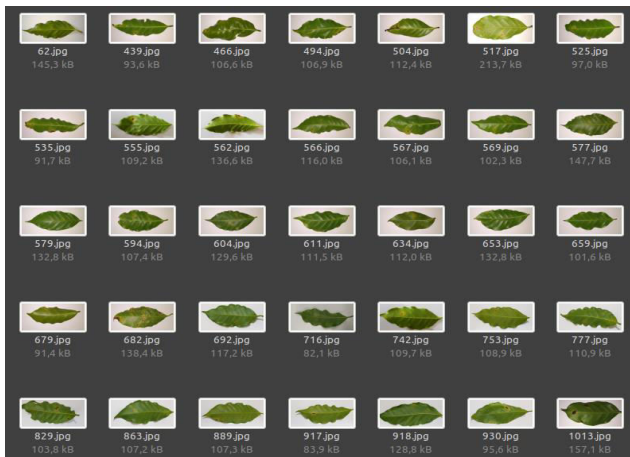 62.jpg 439.jpg 466.jpg 494.jpg 504.jpg 517.jpg 525.jpg
145,3 kB 93,6 kB 106,6 kB 106,9 kB 112,4 kB 213,7 kB 97,0 kB
535.jpg 555.jpg 562.jpg 566.jpg 567.jpg 569.jpg 577.jpg
91,7 kB 109,2 kB 136,6 kB 116,0 kB 106,1 kB 102,3 kB 147,7 kB
579.jpg 594.jpg 604.jpg 611.jpg 634.jpg 653.jpg 659.jpg
132,8 kB 107,4 kB 129,6 kB 111,5 kB 112,0 kB 132,8 kB 101,6 kB
679.jpg 682.jpg 692.jpg 716.jpg 742.jpg 753.jpg 777.jpg
91,4 kB 138,4 kB 117,2 kB 82,1 kB 109,7 kB 108,9 kB 110,9 kB
829.jpg 863.jpg 889.jpg 917.jpg 918.jpg 930.jpg 1013.jpg
103,8 kB 107,2 kB 107,3 kB 83,9 kB 128,8 kB 95,6 kB 157,1 kB